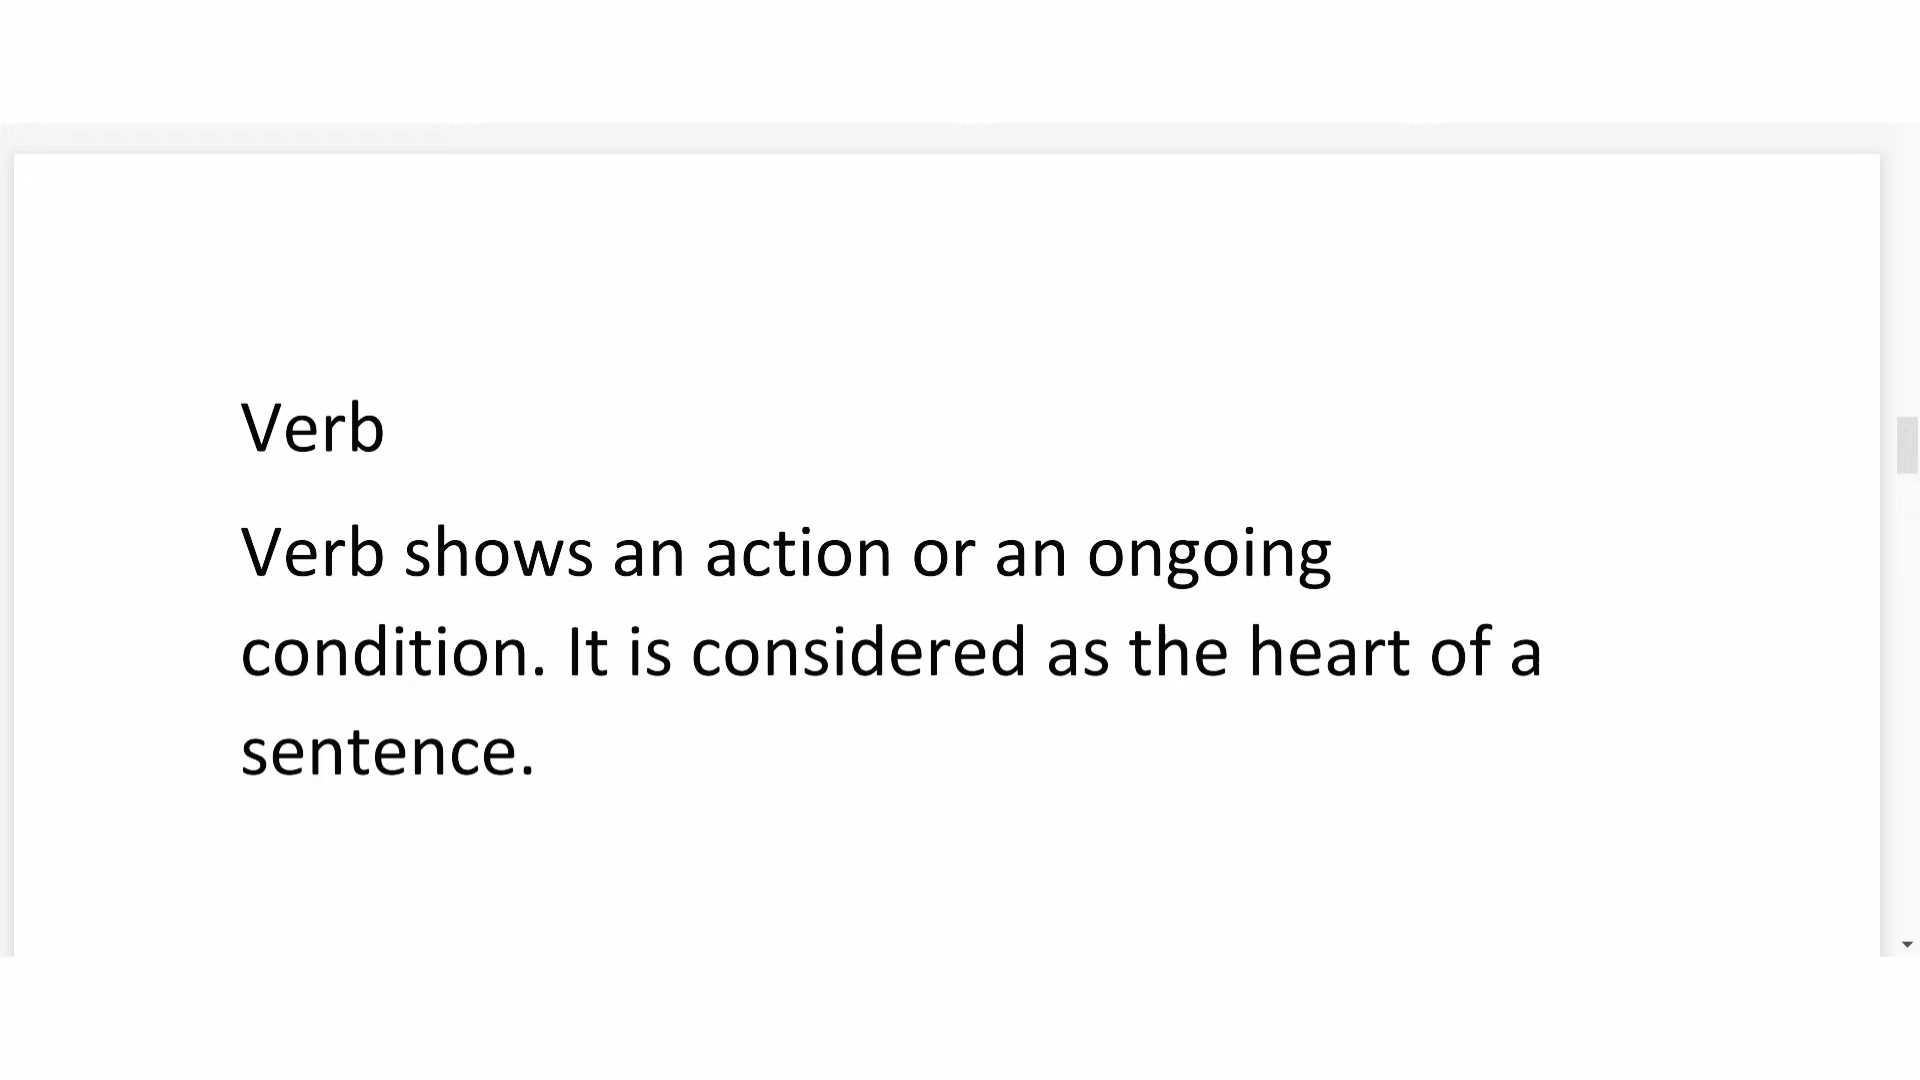 Verb
Verb shows an action or an ongoing
condition. It is considered as the heart of a
sentence.